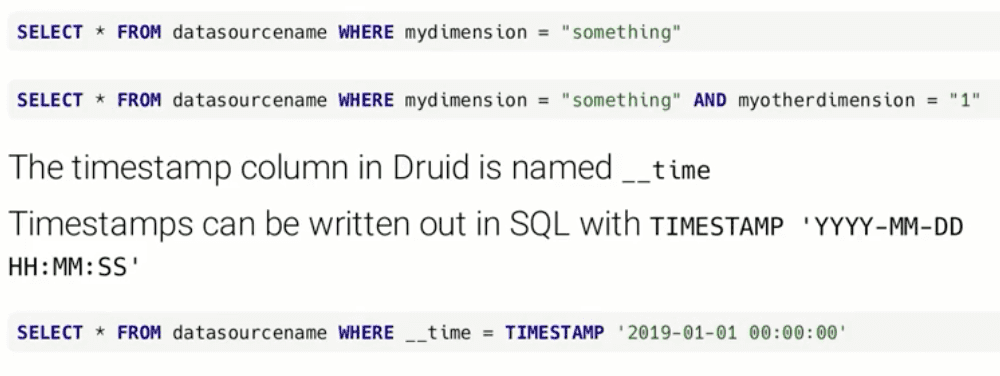 SELECT * FROM datasourcename WHERE mydimension = "something"
SELECT * FROM datasourcename WHERE mydimension = "something" AND myotherdimension = "1"
The timestamp column in Druid is named __time
Timestamps can be written out in SQL with TIMESTAMP 'YYYY-MM-DD
HH:MM:SS'
SELECT * FROM datasourcename WHERE __time = TIMESTAMP '2019-01-01 00:00:00'